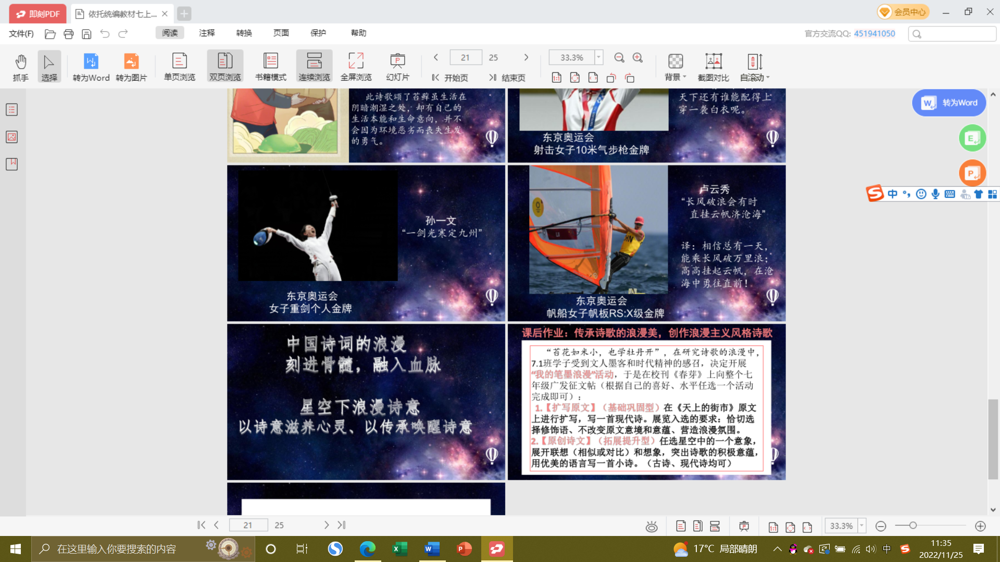 即刻PDF
依托统编教材七上...
会员中心
文件(F)
阅读
注释
转换
页面
保护
帮助
官方交流QQ: 451941050
抓手
选择
转为Word
转为图片
单页浏览
双页浏览
书籍模式
连续浏览
全屏浏览
幻灯片
21
25
开始页
结束页
33.3%
背景
截图对比
自滚动
转为Word
此诗歌颂了苔藓虽生活在
阴暗潮湿之处，却有自己的
生活本能和生命意向，并不
会因为环境恶劣而丧失生发
的勇气。
天下还有谁能配得上
穿一袭白衣呢。
东京奥运会
射击女子10米气步枪金牌
孙一文
“一剑光寒定九州”
东京奥运会
女子重剑个人金牌
卢云秀
“长风破浪会有时
直挂云帆济沧海”
译：相信总有一天，
能乘长风破万里浪；
高高挂起云帆，在沧
海中勇往直前！
东京奥运会
帆船女子帆板RS:X级金牌
中国诗词的浪漫
刻进骨髓，融入血脉
星空下浪漫诗意
以诗意滋养心灵、以传承唤醒诗意
课后作业：传承诗歌的浪漫美，创作浪漫主义风格诗歌
“苔花如米小，也学牡丹开”，在研究诗歌的浪漫中，
7.1班学子受到文人墨客和时代精神的感召，决定开展
“我的笔墨浪漫”活动，于是在校刊《春芽》上向整个七
年级广发征文帖（根据自己的喜好、水平任选一个活动
完成即可）：
1.【扩写原文】（基础巩固型）在《天上的街市》原文
上进行扩写，写一首现代诗。展览入选的要求：恰切选
择修饰语、不改变原文意境和意蕴、营造浪漫氛围。
2.【原创诗文】（拓展提升型）任选星空中的一个意象，
展开联想（相似或对比）和想象，突出诗歌的积极意蕴，
用优美的语言写一首小诗。（古诗、现代诗均可）
中
21
25
33.3%
在这里输入你要搜索的内容
17°C 局部晴朗
中
11:35
2022/11/25